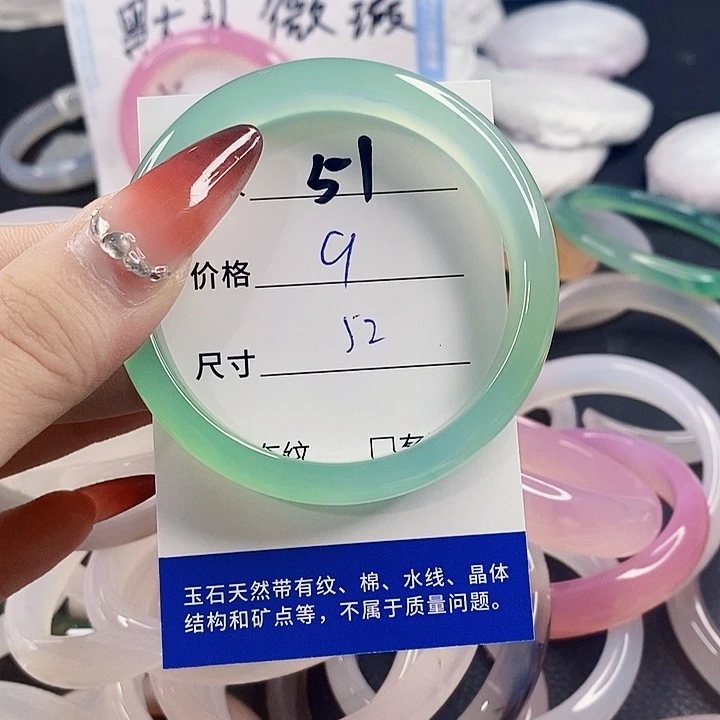 51
价格 9
尺寸 52
玉石天然带有纹、棉、水线、晶体
结构和矿点等，不属于质量问题。